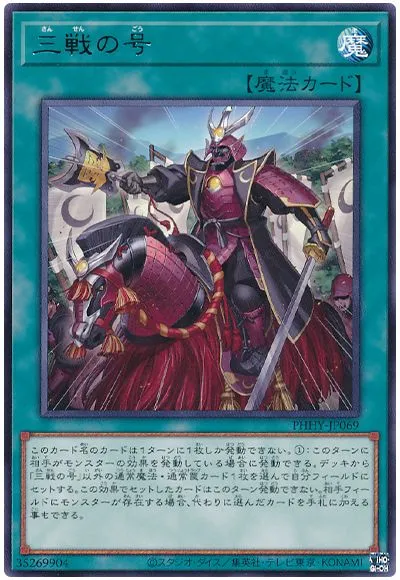 三戦の号
さん せん ごう
魔
【魔法カード】
PHHY-JP069
このカード名のカードは1ターンに1枚しか発動できない。①:このターンに
相手がモンスターの効果を発動している場合に発動できる。デッキから
「三戦の号」以外の通常魔法・通常罠カード1枚を選んで自分フィールド
にセットする。この効果でセットしたカードはこのターン発動できない。相手フィー
ルドにモンスターが存在する場合、代わりに選んだカードを手札に加える
事もできる。
35269904
©スタジオ・ダイス/集英社・テレビ東京・KONAMI